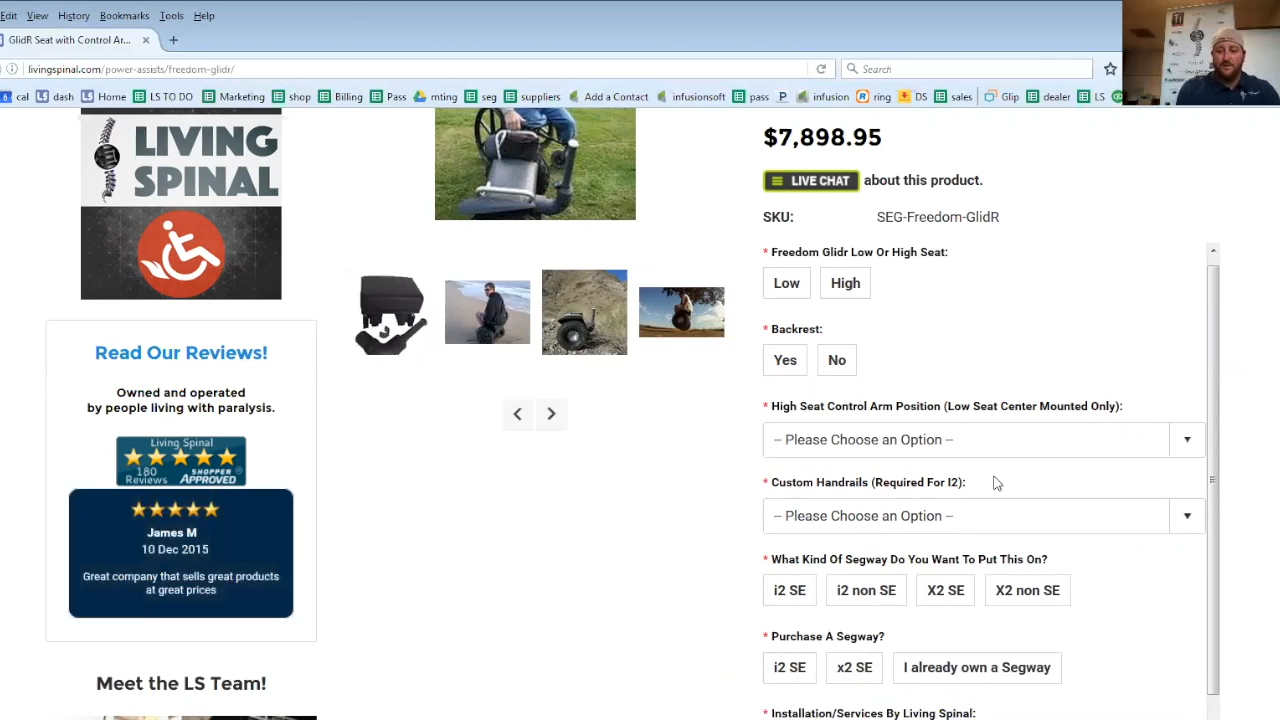 Edit View History Bookmarks Tools Help
GlidR Seat with Control Ar... × +
livingspinal.com/power-assists/freedom-glidr/ Search
cal dash Home LS TO DO Marketing shop Billing Pass mting seg suppliers Add a Contact infusionsoft pass infusion ring DS sales Glip dealer LS
LIVING
SPINAL
$7,898.95
LIVE CHAT about this product.
SKU: SEG-Freedom-GlidR
* Freedom Glidr Low Or High Seat:
Low High
* Backrest:
Yes No
* High Seat Control Arm Position (Low Seat Center Mounted Only):
-- Please Choose an Option --
* Custom Handrails (Required For I2):
-- Please Choose an Option --
* What Kind Of Segway Do You Want To Put This On?
i2 SE i2 non SE X2 SE X2 non SE
* Purchase A Segway?
i2 SE x2 SE I already own a Segway
Installation/Services By Living Spinal:
Read Our Reviews!
Owned and operated
by people living with paralysis.
Living Spinal
180
Reviews
SHOPPER
APPROVED
James M
10 Dec 2015
Great company that sells great products
at great prices
Meet the LS Team!